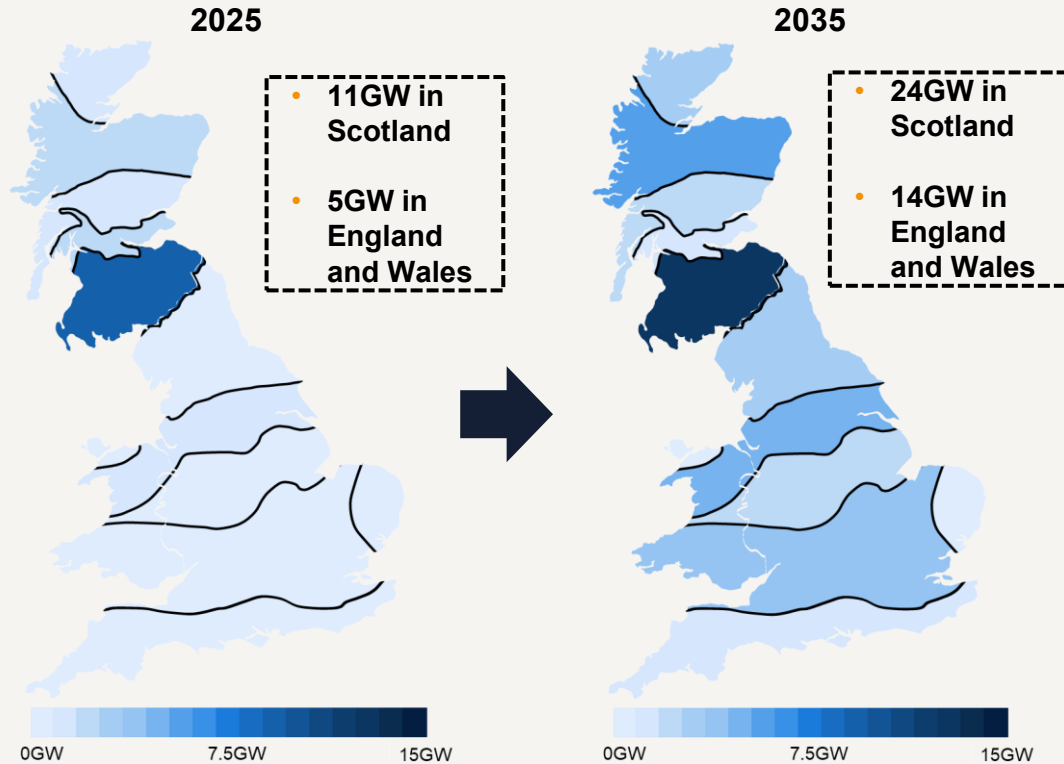 2025
• 11GW in
Scotland
• 5GW in
England
and Wales
0GW 7.5GW 15GW
2035
• 24GW in
Scotland
• 14GW in
England
and Wales
0GW 7.5GW 15GW